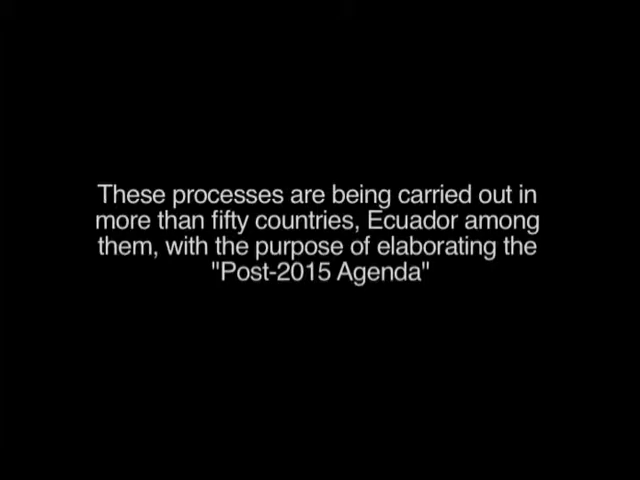 These processes are being carried out in
more than fifty countries, Ecuador among
them, with the purpose of elaborating the
"Post-2015 Agenda"